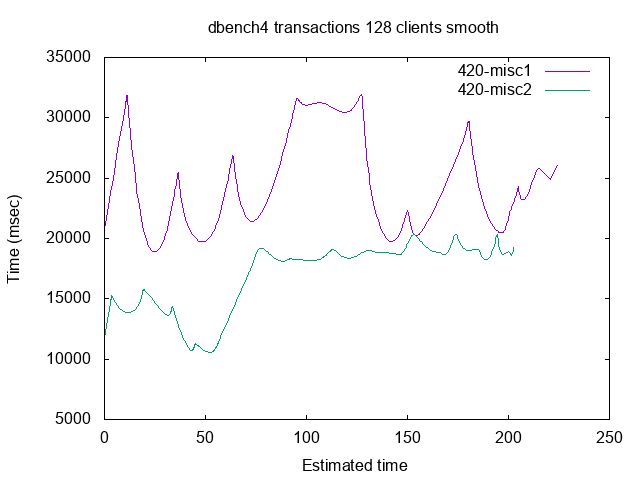 dbench4 transactions 128 clients smooth
35000
30000
25000
20000
15000
10000
5000
Time (msec)
420-misc1
420-misc2
0
50
100
150
200
250
Estimated time